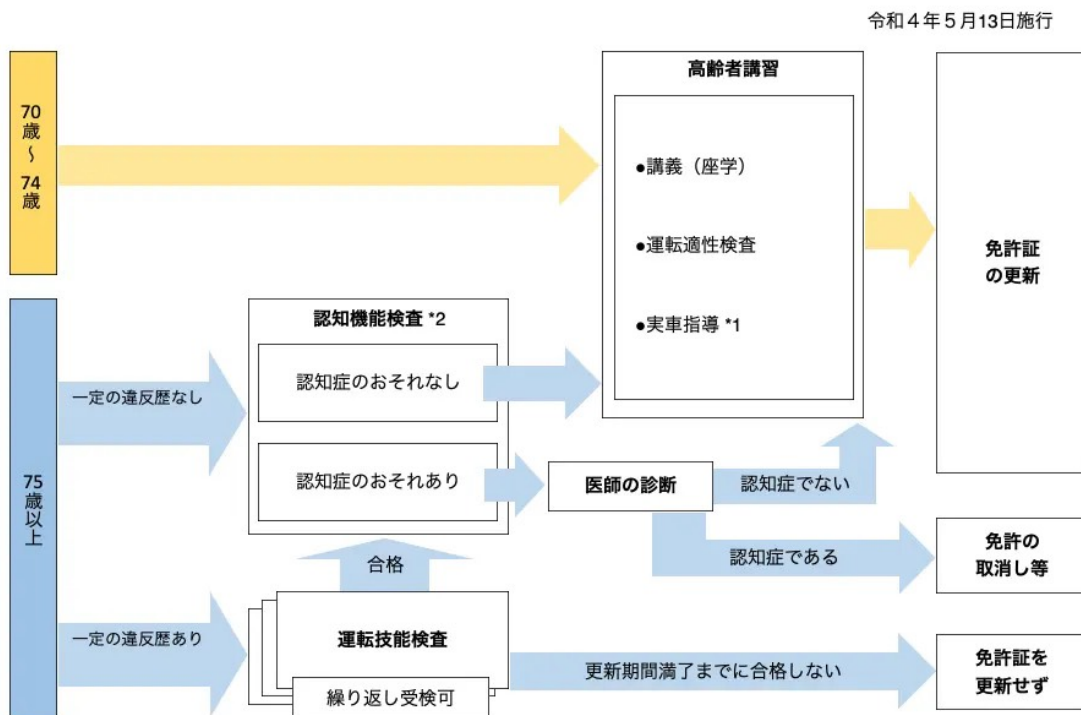 令和４年５月13日施行
70歳〜74歳
高齢者講習
●講義（座学）
●運転適性検査
●実車指導 *1
免許証
の更新
75歳以上
一定の違反歴なし
認知機能検査 *2
認知症のおそれなし
認知症のおそれあり
医師の診断
認知症でない
認知症である
免許の
取消し等
合格
一定の違反歴あり
運転技能検査
繰り返し受検可
更新期間満了までに合格しない
免許証を
更新せず